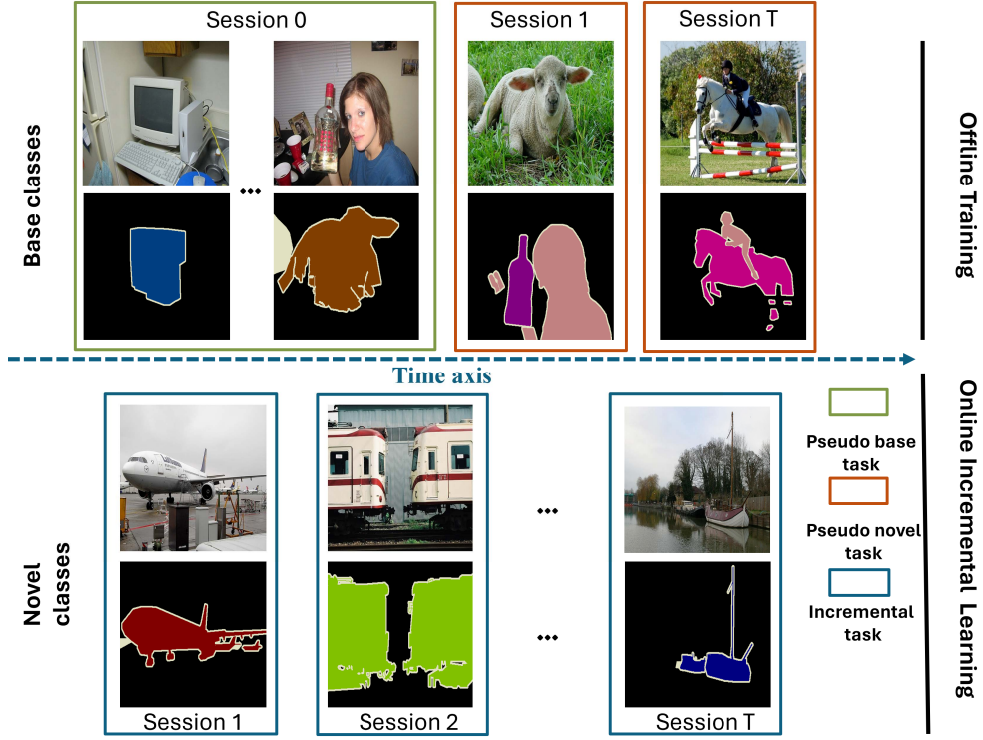 Session 0
Session 1
Session T
Base classes
...
Offline Training
Time axis
Novel
classes
...
...
Session 1
Session 2
Session T
Pseudo base
task
Pseudo novel
task
Incremental
task
Online Incremental Learning